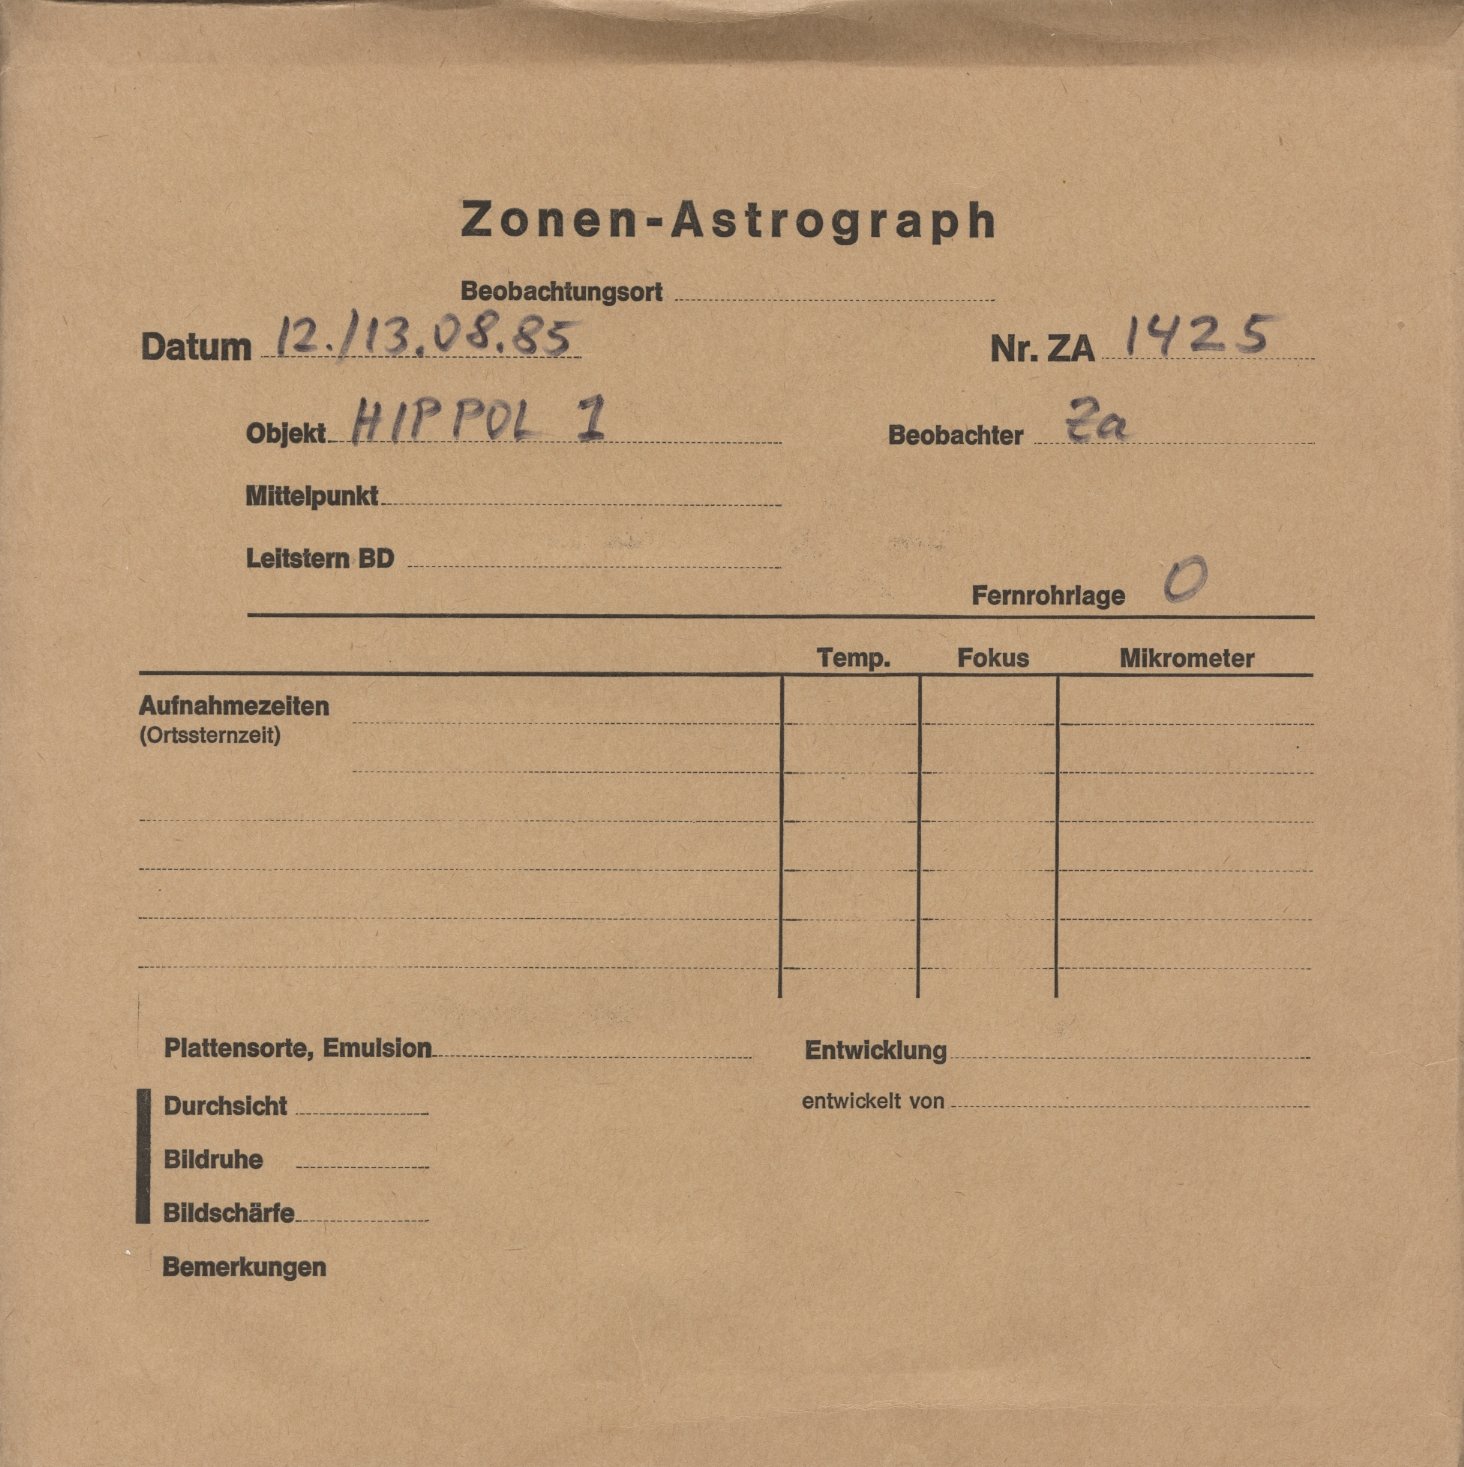 Zonen-Astrograph
Beobachtungsort
Datum 12./13.08.85 Nr. ZA 1425
Objekt HIPPOL 1 Beobachter Za
Mittelpunkt
Leitstern BD
Fernrohrlage O
Temp. Fokus Mikrometer
Aufnahmezeiten
(Ortssternzeit)
Plattensorte, Emulsion Entwicklung
Durchsicht entwickelt von
Bildruhe
Bildschärfe
Bemerkungen